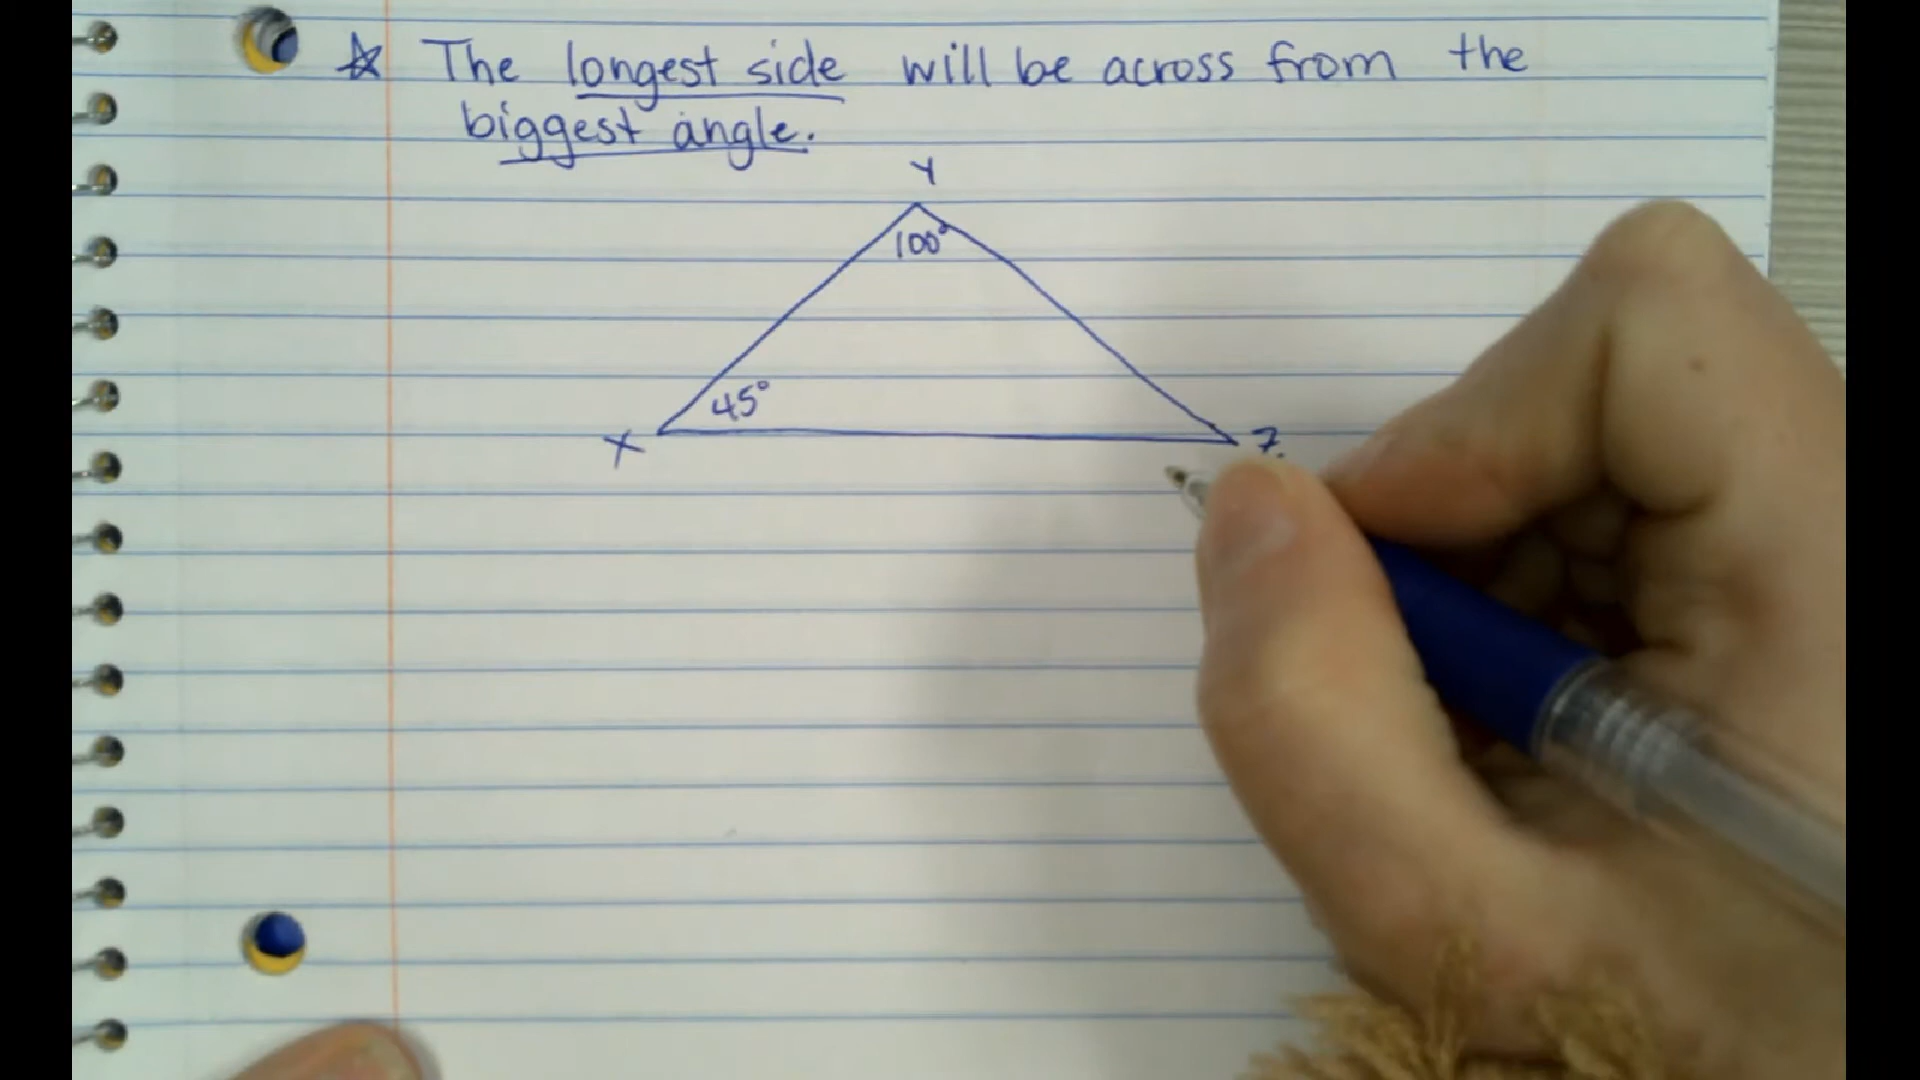 ☆ The longest side will be across from the
biggest angle.
Y
100°
45°
X Z